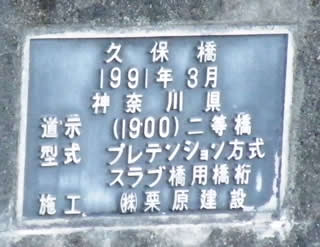 久保橋
1991年3月
神奈川県
道示 (1900) 二等橋
型式 プレテンション方式
スラブ橋用橋桁
施工 ㈱栗原建設